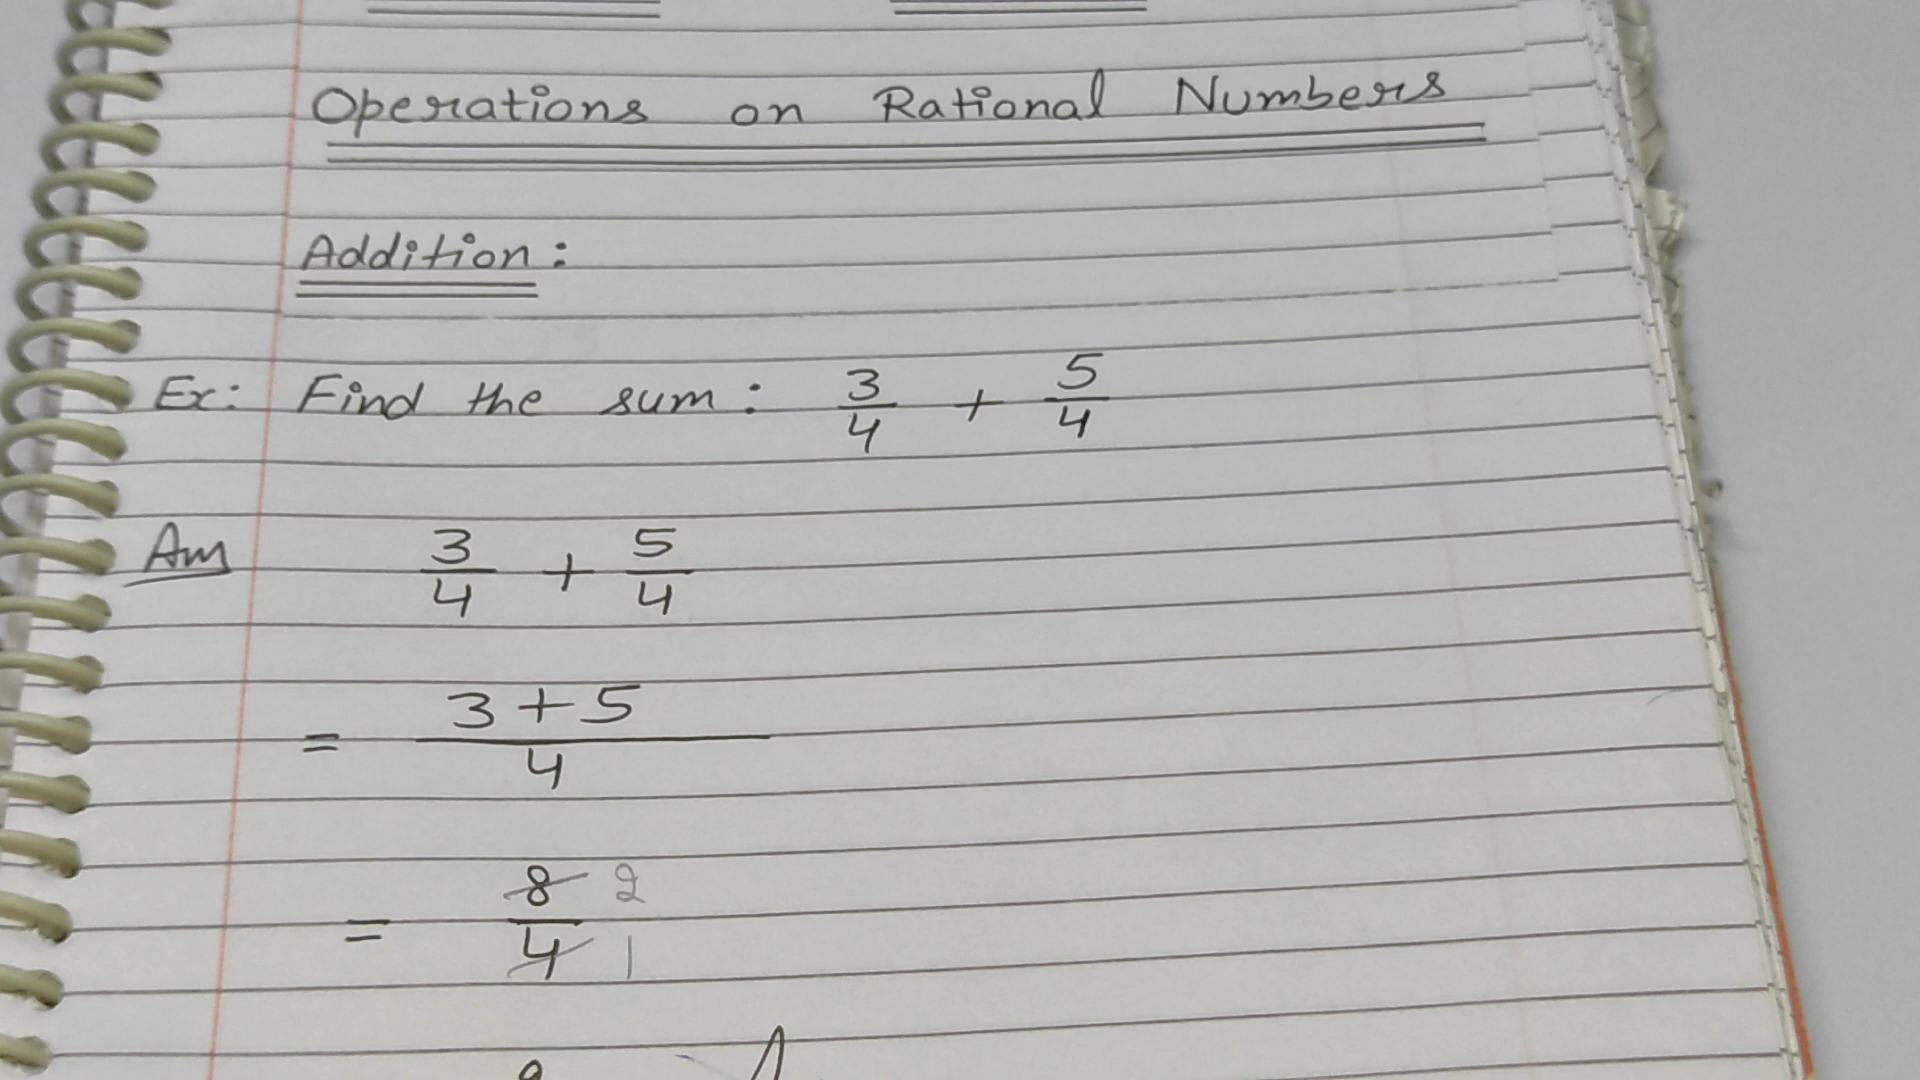 Operations on Rational Numbers
Addition:
Ex: Find the sum: 3/4 + 5/4
Ans 3/4 + 5/4
= 3+5/4
= 8/4 2 1